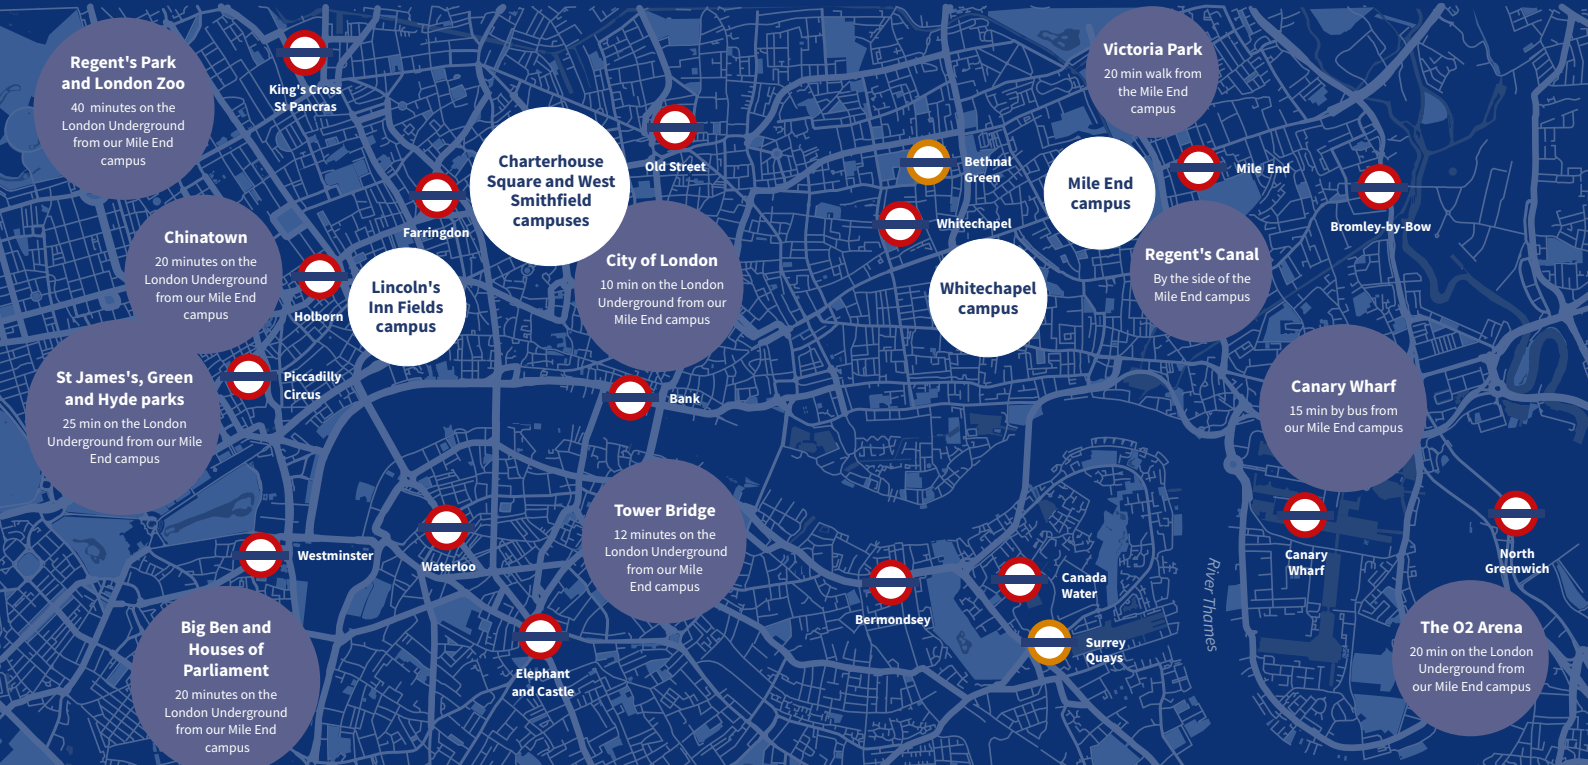 Regent's Park
and London Zoo
40 minutes on the
London Underground
from our Mile End
campus
King's Cross
St Pancras
Charterhouse
Square and West
Smithfield
campuses
Old Street
Farringdon
Victoria Park
20 min walk from
the Mile End
campus
Bethnal
Green
Whitechapel
Mile End
campus
Mile End
Bromley-by-Bow
Chinatown
20 minutes on the
London Underground
from our Mile End
campus
Holborn
Lincoln's
Inn Fields
campus
City of London
10 min on the London
Underground from our
Mile End campus
Whitechapel
campus
Regent's Canal
By the side of the
Mile End campus
St James's, Green
and Hyde parks
25 min on the London
Underground from our Mile
End campus
Piccadilly
Circus
Bank
Canary Wharf
15 min by bus from
our Mile End campus
Westminster
Waterloo
Tower Bridge
12 minutes on the
London Underground
from our Mile
End campus
Bermondsey
Canada
Water
Surrey
Quays
River Thames
Canary
Wharf
North
Greenwich
Big Ben and
Houses of
Parliament
20 minutes on the
London Underground
from our Mile End
campus
Elephant
and Castle
The O2 Arena
20 min on the London
Underground from
our Mile End campus